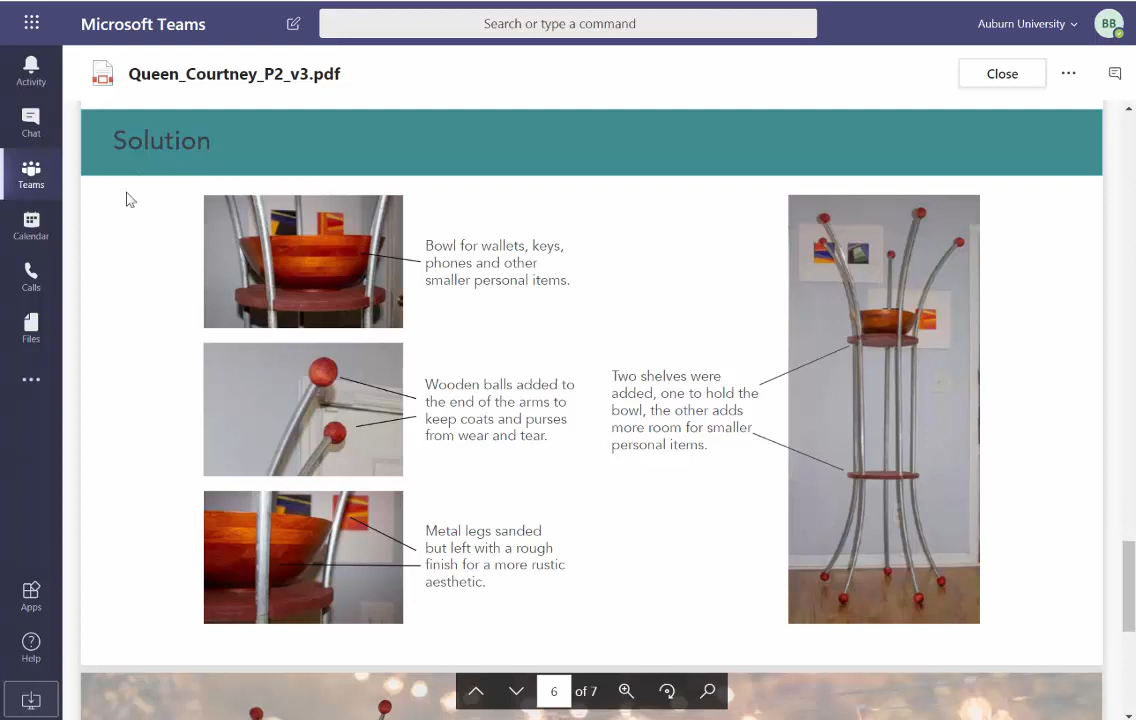 Microsoft Teams
Search or type a command
Auburn University
BB
Activity
Chat
Teams
Calendar
Calls
Files
Apps
Help
Queen_Courtney_P2_v3.pdf
Close
Solution
Bowl for wallets, keys,
phones and other
smaller personal items.
Wooden balls added to
the end of the arms to
keep coats and purses
from wear and tear.
Metal legs sanded
but left with a rough
finish for a more rustic
aesthetic.
Two shelves were
added, one to hold the
bowl, the other adds
more room for smaller
personal items.
6 of 7